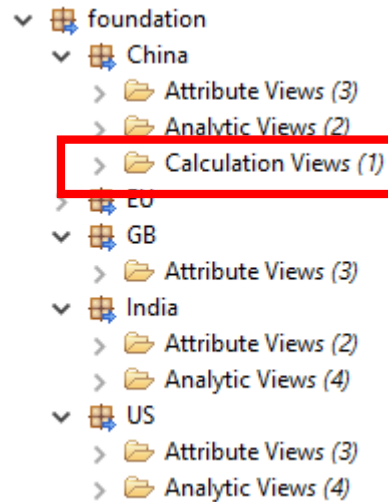 foundation
China
Attribute Views (3)
Analytic Views (2)
Calculation Views (1)
EU
GB
Attribute Views (3)
India
Attribute Views (2)
Analytic Views (4)
US
Attribute Views (3)
Analytic Views (4)